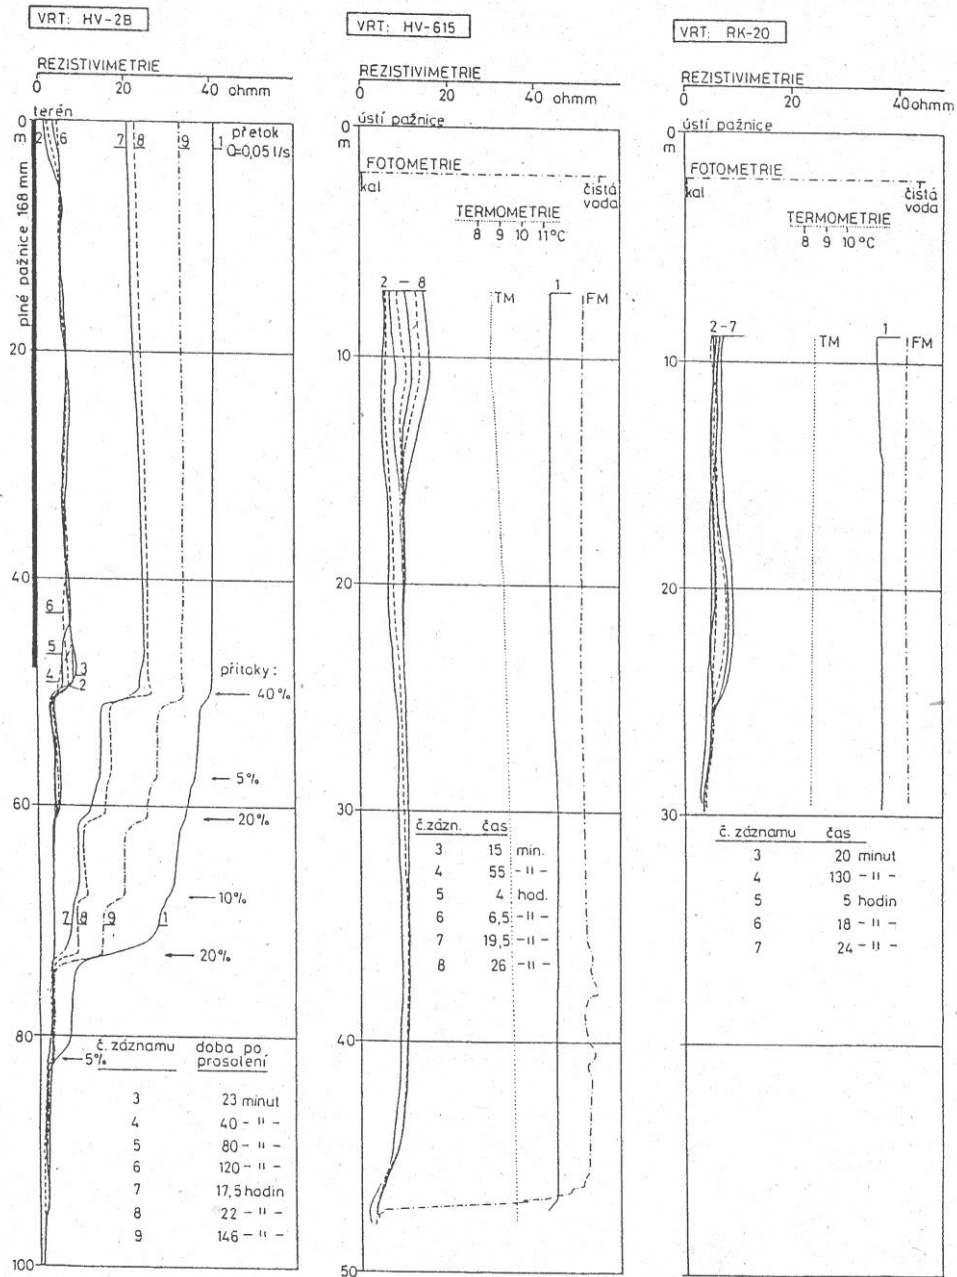 VRT: HV-2B
REZISTIVIMETRIE
0 20 40 ohmm
terén
0
m
2 6 7 8 9 1
přetok
Q=0,05 l/s
plné pažnice 168 mm
20
40
6
5
4 3
2
přítoky:
40%
5%
60
20%
10%
7 8 9 1
20%
80
5%
č. záznamu doba po prosolení
3 23 minut
4 40 - " -
5 80 - " -
6 120 - " -
7 17,5 hodin
8 22 - " -
9 146 - " -
100
VRT: HV-615
REZISTIVIMETRIE
0 20 40 ohmm
ústí pažnice
0
m
FOTOMETRIE
kal čistá voda
TERMOMETRIE
8 9 10 11°C
2 - 8 TM 1 FM
10
20
30
č.zázn. čas
3 15 min.
4 55 - " -
5 4 hod.
6 6,5 - " -
7 19,5 - " -
8 26 - " -
40
50
VRT: RK-20
REZISTIVIMETRIE
0 20 40 ohmm
ústí pažnice
0
m
FOTOMETRIE
kal čistá voda
TERMOMETRIE
8 9 10°C
2-7 TM 1 FM
10
20
30
č. záznamu čas
3 20 minut
4 130 - " -
5 5 hodin
6 18 - " -
7 24 - " -